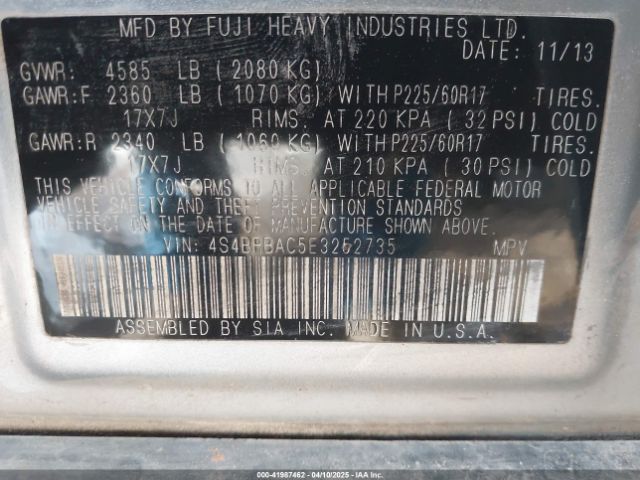 MFD BY FUJI HEAVY INDUSTRIES LTD.
DATE: 11/13
GVWR: 4585 LB ( 2080 KG)
GAWR:F 2360 LB ( 1070 KG) WITH P225/60R17 TIRES.
17X7J RIMS. AT 220 KPA ( 32 PSI) COLD
GAWR:R 2340 LB ( 1060 KG) WITH P225/60R17 TIRES.
17X7J RIMS. AT 210 KPA ( 30 PSI) COLD
THIS VEHICLE CONFORMS TO ALL APPLICABLE FEDERAL MOTOR
VEHICLE SAFETY AND THEFT PREVENTION STANDARDS
IN EFFECT ON THE DATE OF MANUFACTURE SHOWN ABOVE.
VIN: MPV
ASSEMBLED BY SIA INC. MADE IN U.S.A.
00-41987462 04/10/2025 IAAI.COM